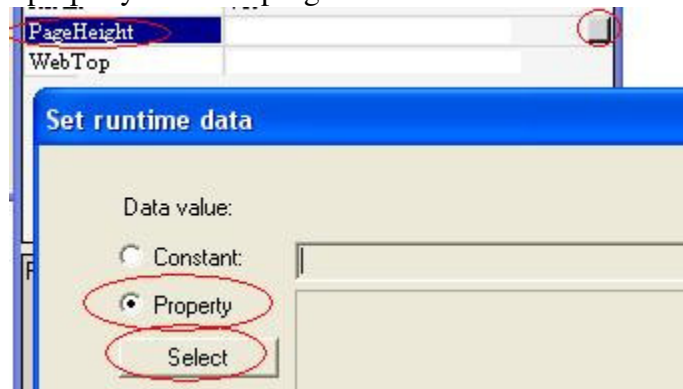 PageHeight
WebTop
Set runtime data
Data value:
Constant:
Property
Select